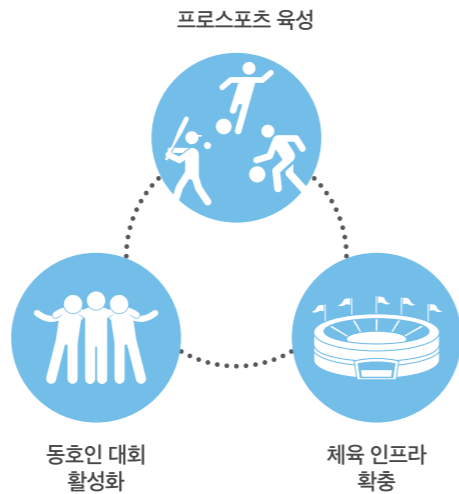 프로스포츠 육성
동호인 대회
활성화
체육 인프라
확충